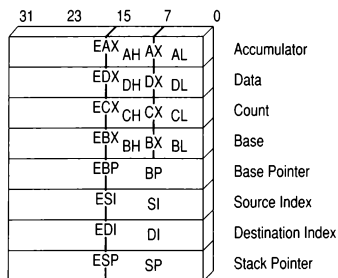 31 23 15 7 0
EAX AH AX AL Accumulator
EDX DH DX DL Data
ECX CH CX CL Count
EBX BH BX BL Base
EBP BP Base Pointer
ESI SI Source Index
EDI DI Destination Index
ESP SP Stack Pointer